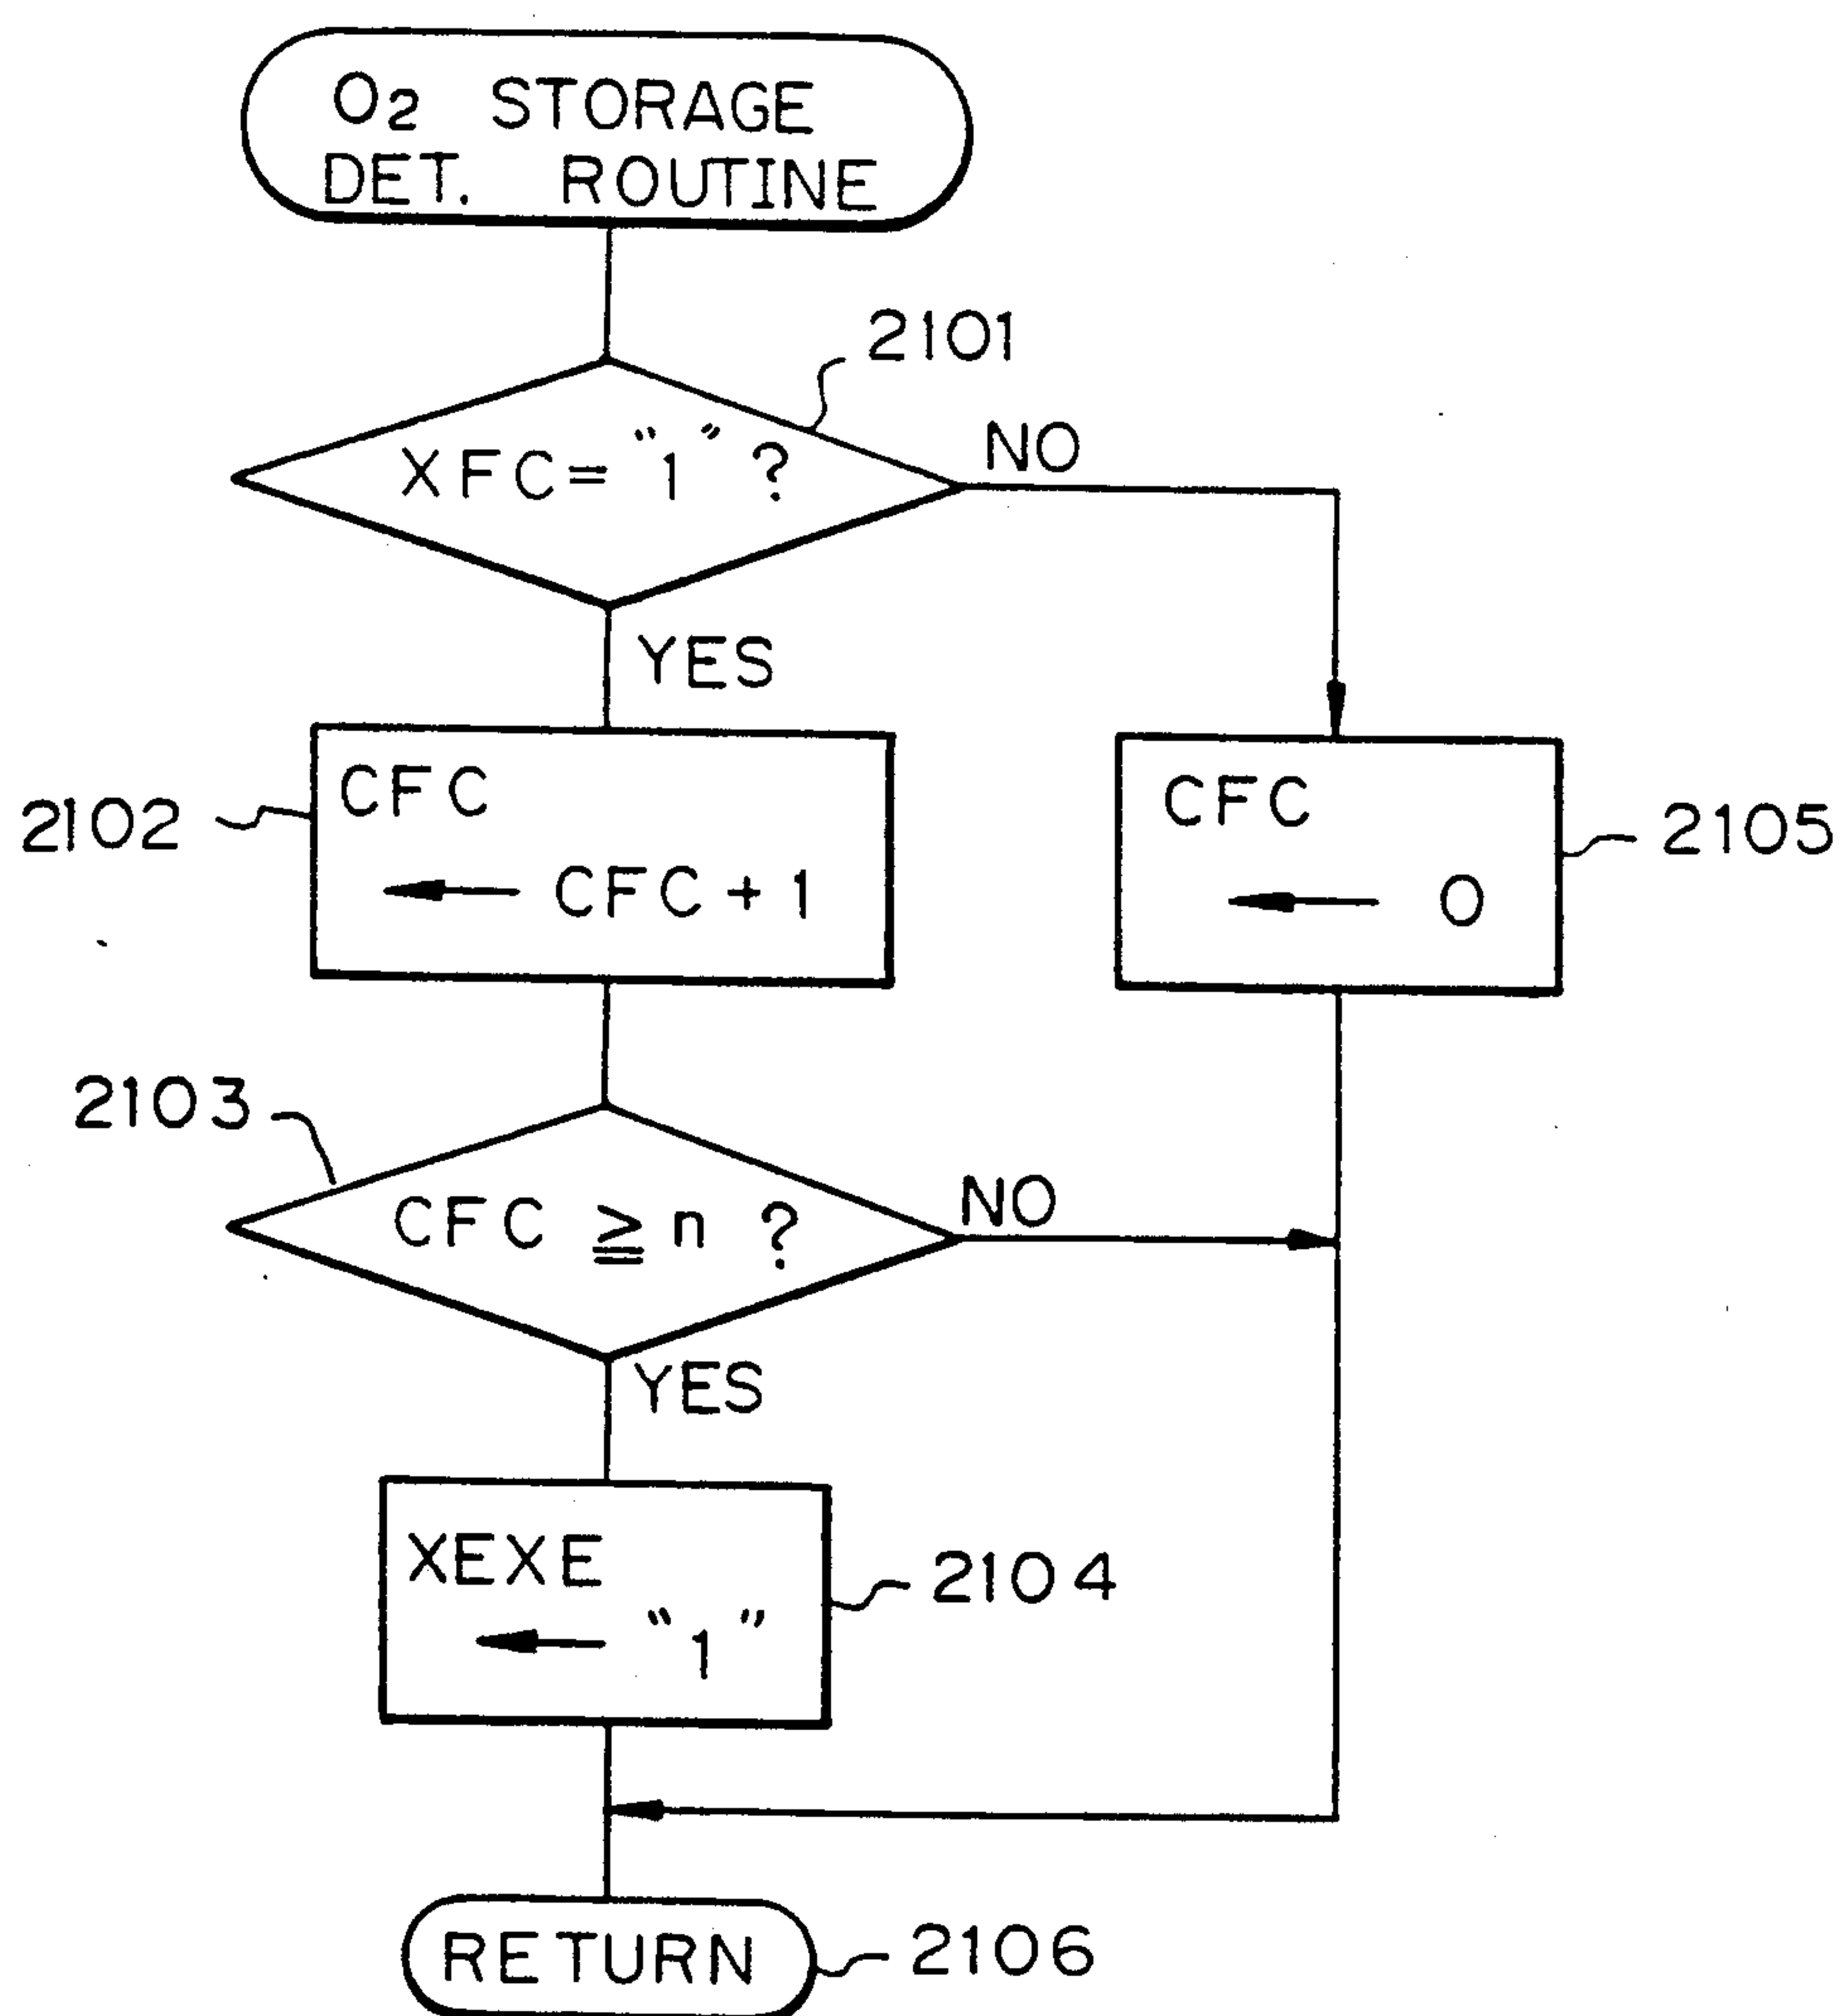 O2 STORAGE
DET. ROUTINE
2101
XFC = "1" ?
NO
YES
2102
CFC
← CFC + 1
CFC
← 0
2105
2103
CFC ≧ n ?
NO
YES
XEXE
← "1"
2104
RETURN
2106